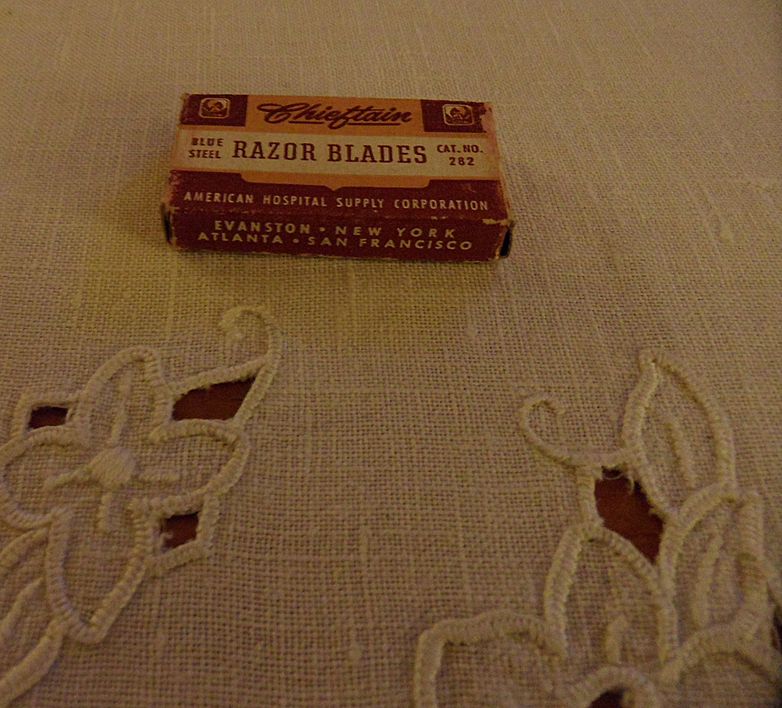 Chieftain
BLUE STEEL
RAZOR BLADES
CAT. NO. 282
AMERICAN HOSPITAL SUPPLY CORPORATION
EVANSTON • NEW YORK
ATLANTA • SAN FRANCISCO